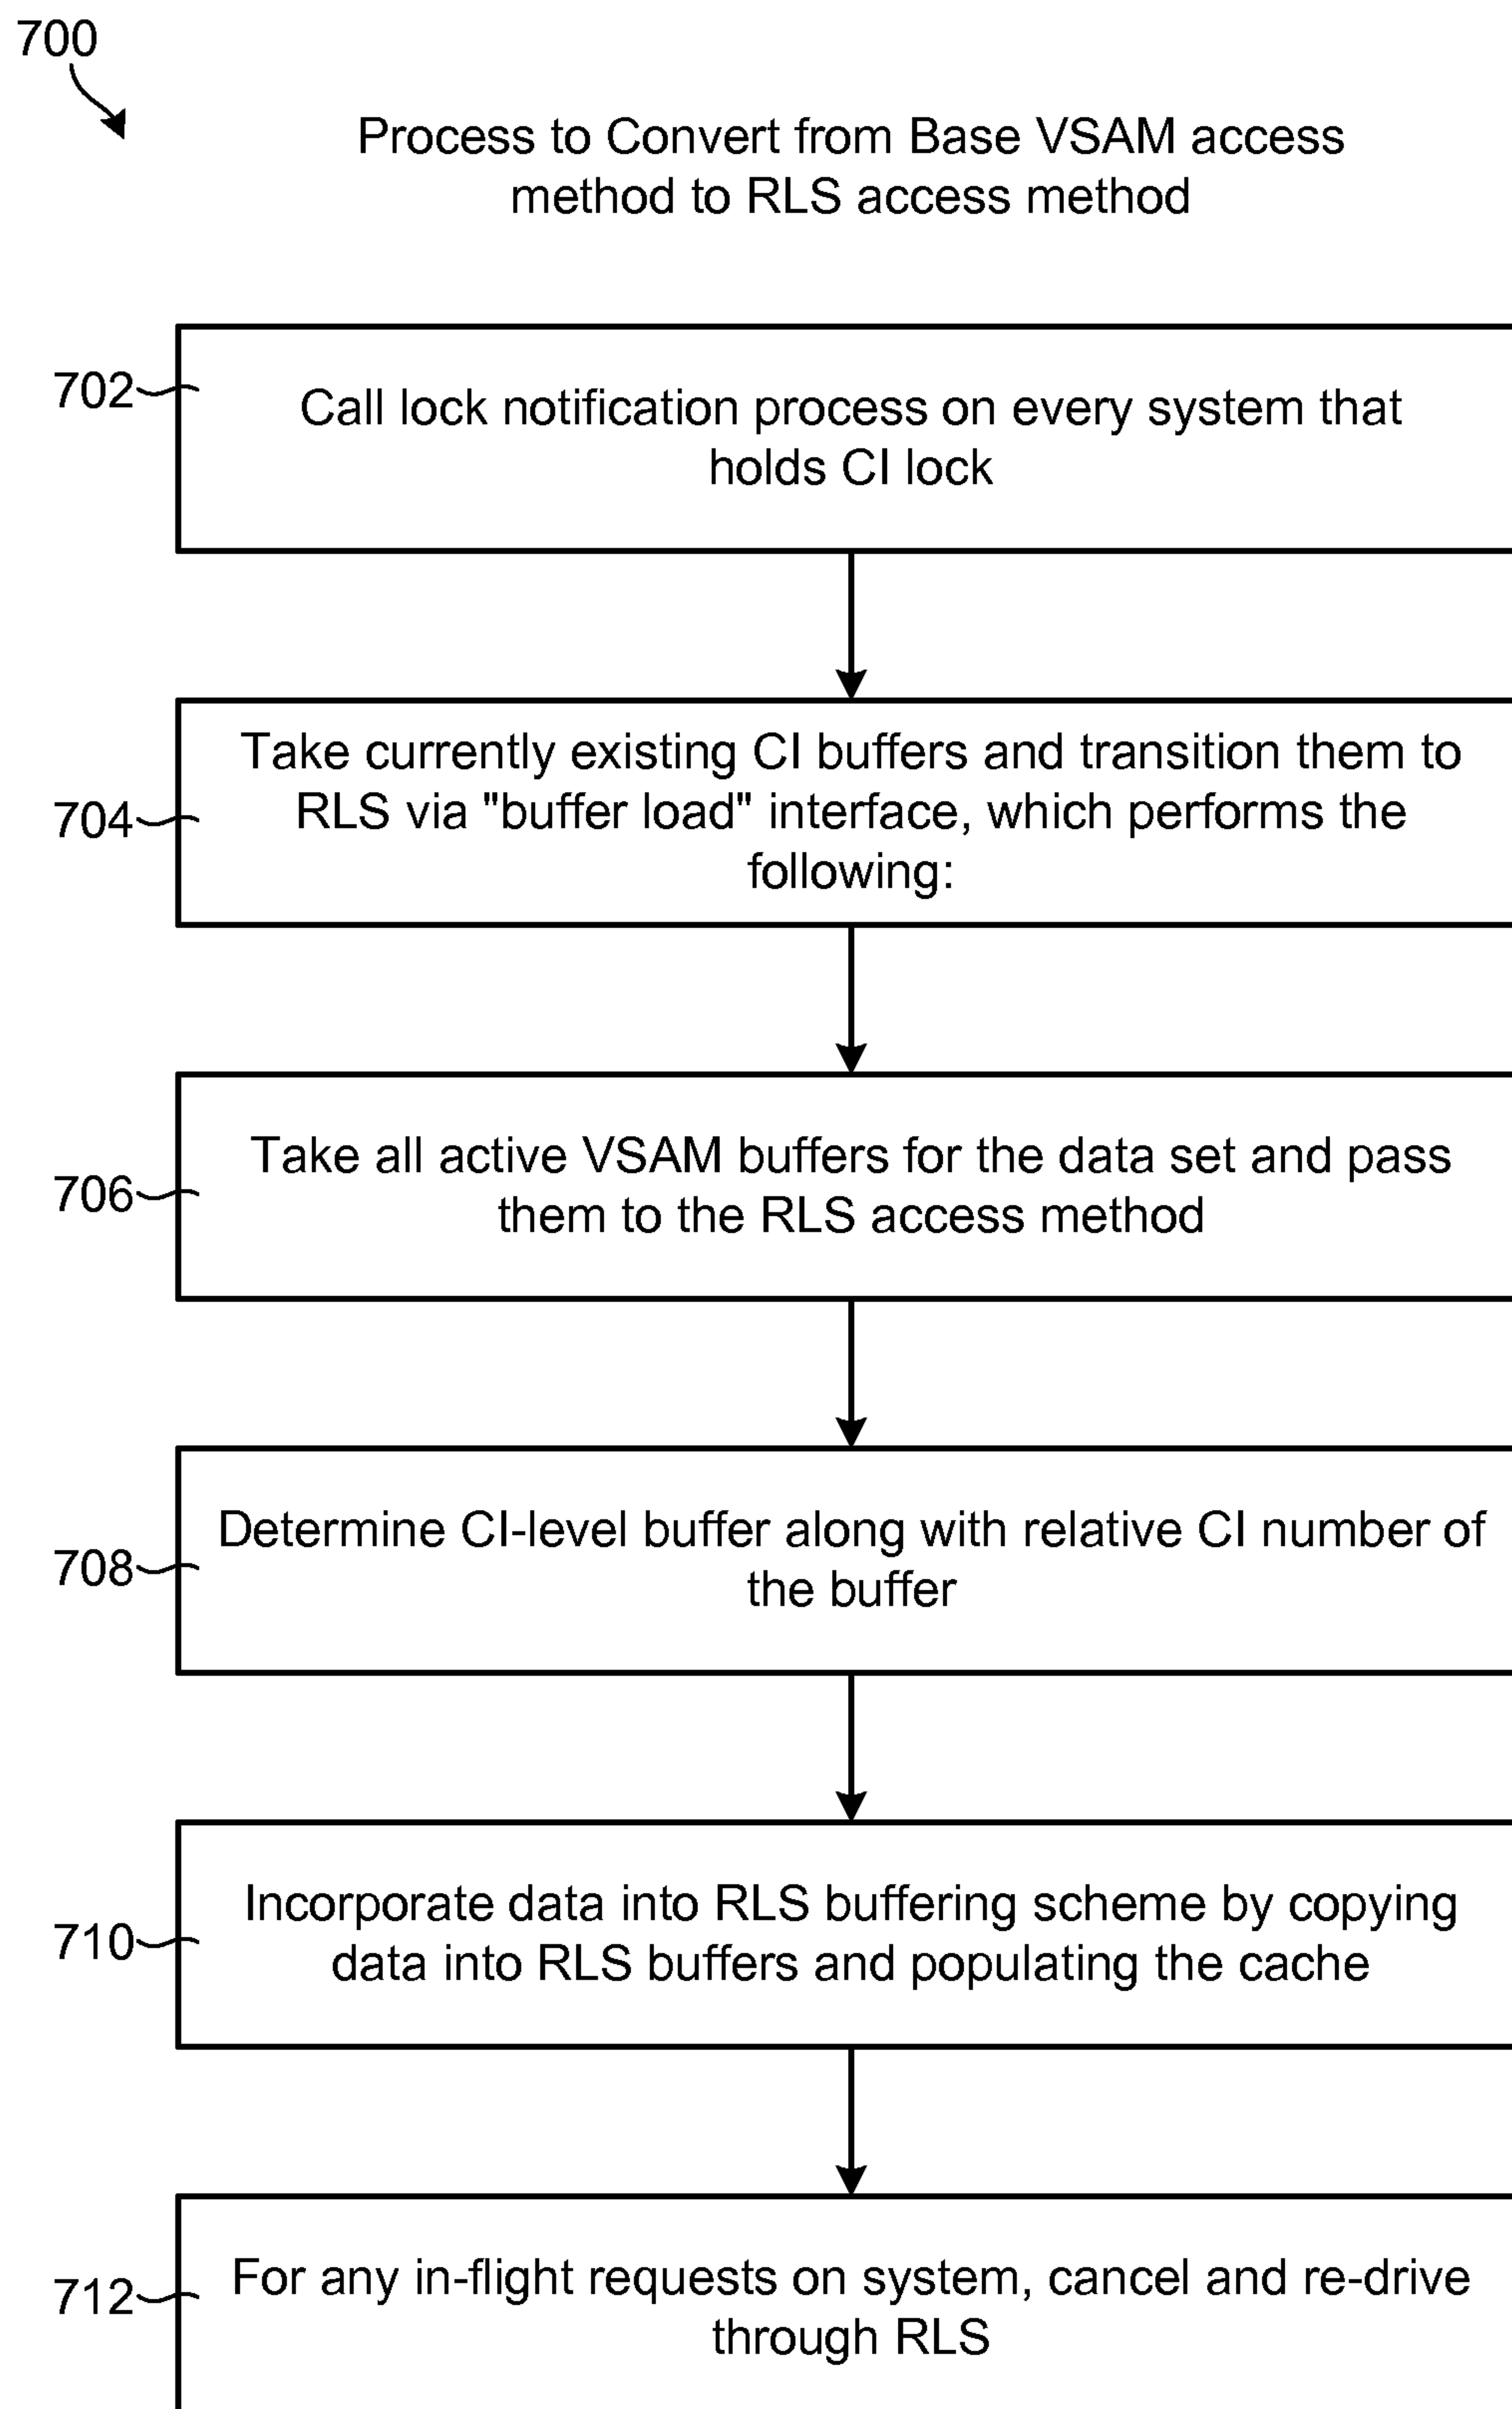 700
Process to Convert from Base VSAM access
method to RLS access method
702
Call lock notification process on every system that
holds CI lock
704
Take currently existing CI buffers and transition them to
RLS via "buffer load" interface, which performs the
following:
706
Take all active VSAM buffers for the data set and pass
them to the RLS access method
708
Determine CI-level buffer along with relative CI number of
the buffer
710
Incorporate data into RLS buffering scheme by copying
data into RLS buffers and populating the cache
712
For any in-flight requests on system, cancel and re-drive
through RLS